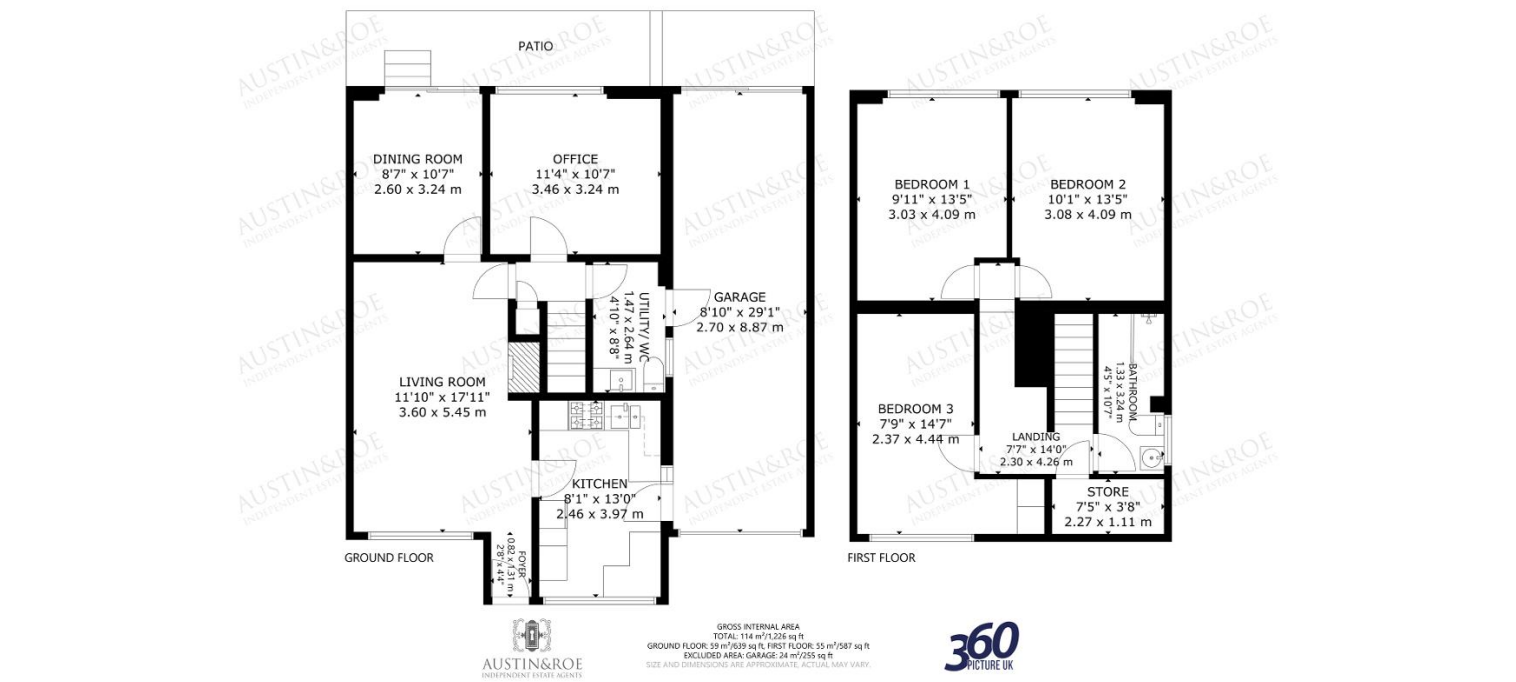 PATIO
DINING ROOM
8'7" x 10'7"
2.60 x 3.24 m
OFFICE
11'4" x 10'7"
3.46 x 3.24 m
GARAGE
8'10" x 29'1"
2.70 x 8.87 m
UTILITY/ WC
1.47 x 2.64 m
4'10" x 8'8"
LIVING ROOM
11'10" x 17'11"
3.60 x 5.45 m
KITCHEN
8'1" x 13'0"
2.46 x 3.97 m
FOYER
0.82 x 1.31 m
2'8" x 4'4"
GROUND FLOOR
BEDROOM 1
9'11" x 13'5"
3.03 x 4.09 m
BEDROOM 2
10'1" x 13'5"
3.08 x 4.09 m
BEDROOM 3
7'9" x 14'7"
2.37 x 4.44 m
LANDING
7'7" x 14'0"
2.30 x 4.26 m
BATHROOM
1.33 x 3.24 m
4'5" x 10'7"
STORE
7'5" x 3'8"
2.27 x 1.11 m
FIRST FLOOR
AUSTIN&ROE
INDEPENDENT ESTATE AGENTS
GROSS INTERNAL AREA
TOTAL: 114 m²/1,226 sq ft
GROUND FLOOR: 59 m²/639 sq ft, FIRST FLOOR: 55 m²/587 sq ft
EXCLUDED AREA: GARAGE: 24 m²/255 sq ft
SIZE AND DIMENSIONS ARE APPROXIMATE, ACTUAL MAY VARY.
360
PICTURE UK